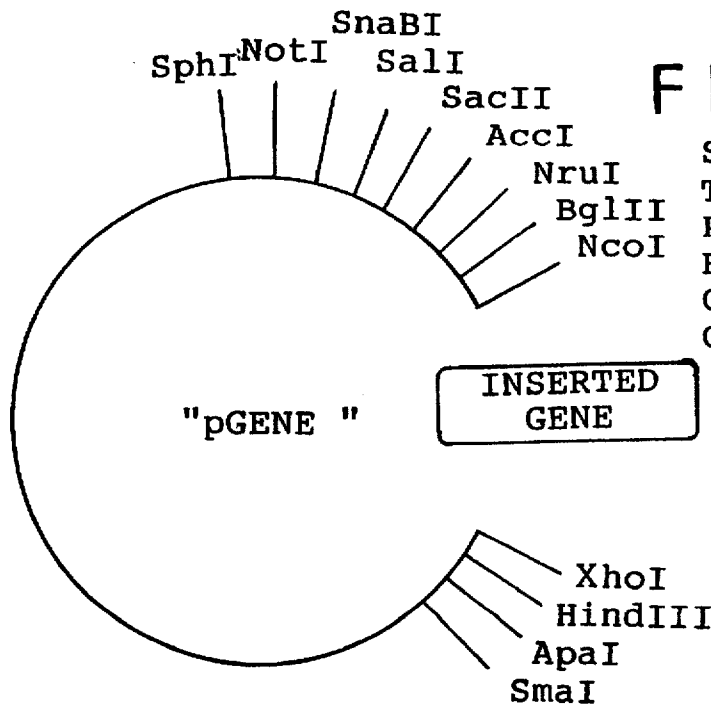 SphI
NotI
SnaBI
SalI
SacII
AccI
NruI
BglII
NcoI
F
INSERTED
GENE
"pGENE "
XhoI
HindIII
ApaI
SmaI